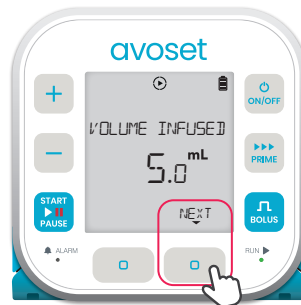 avoset
ON/OFF
VOLUME INFUSED
PRIME
5.0 mL
START
PAUSE
NEXT
BOLUS
ALARM
RUN